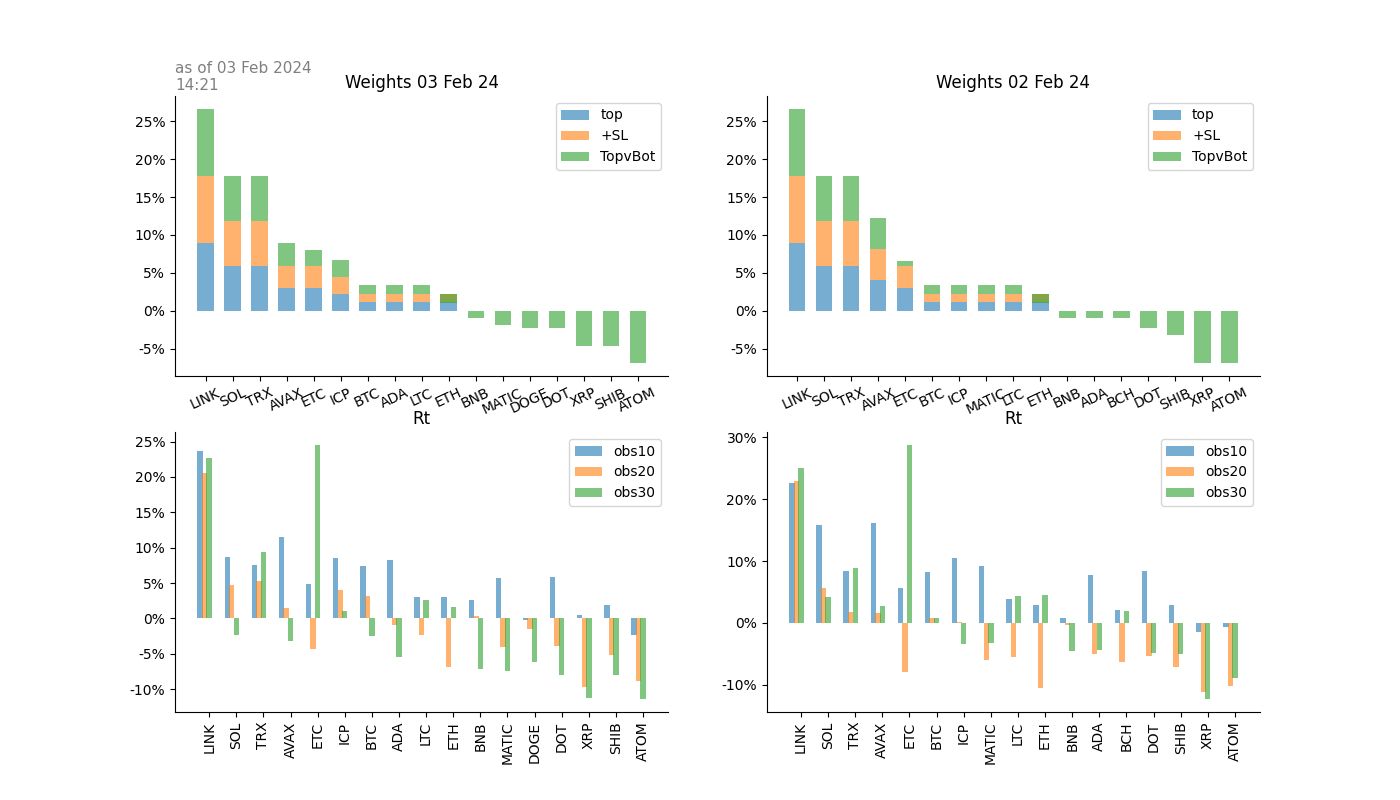 as of 03 Feb 2024
14:21
Weights 03 Feb 24
25%
20%
15%
10%
5%
0%
-5%
top
+SL
TopvBot
LINK SOL TRX AVAX ETC ICP BTC ADA LTC ETH BNB MATIC DOGE DOT XRP SHIB ATOM
Weights 02 Feb 24
25%
20%
15%
10%
5%
0%
-5%
top
+SL
TopvBot
LINK SOL TRX AVAX ETC BTC ICP MATIC LTC ETH BNB ADA BCH DOT SHIB XRP ATOM
Rt
25%
20%
15%
10%
5%
0%
-5%
-10%
obs10
obs20
obs30
LINK SOL TRX AVAX ETC ICP BTC ADA LTC ETH BNB MATIC DOGE DOT XRP SHIB ATOM
Rt
30%
20%
10%
0%
-10%
obs10
obs20
obs30
LINK SOL TRX AVAX ETC BTC ICP MATIC LTC ETH BNB ADA BCH DOT SHIB XRP ATOM